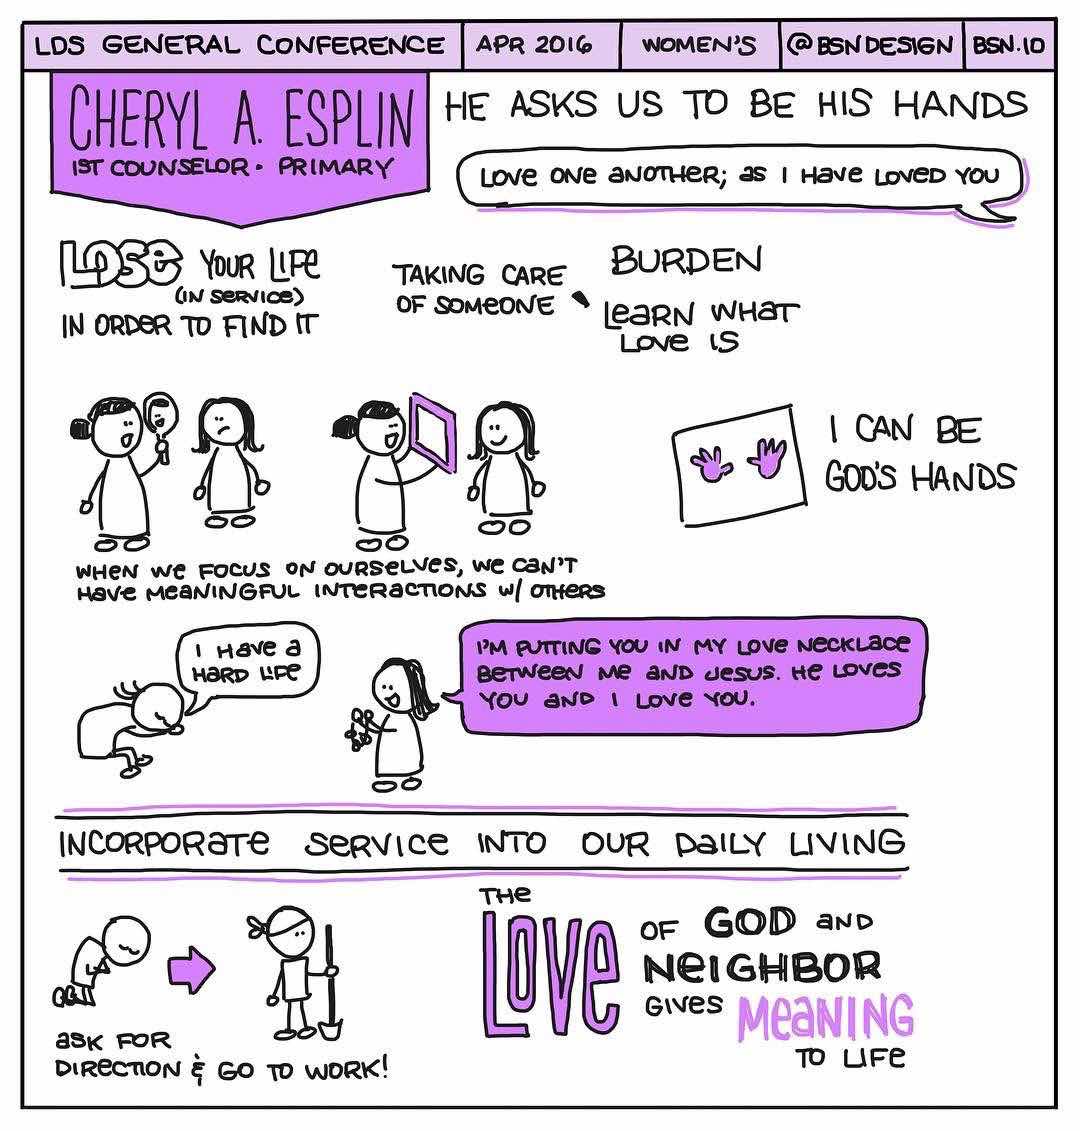 LDS GENERAL CONFERENCE APR 2016 WOMEN'S @BSNDESIGN BSN.IO
CHERYL A. ESPLIN
1ST COUNSELOR · PRIMARY
HE ASKS US TO BE HIS HANDS
LOVE ONE ANOTHER; AS I HAVE LOVED YOU
LOSE YOUR LIFE
(IN SERVICE)
IN ORDER TO FIND IT
TAKING CARE
OF SOMEONE
BURDEN
LEARN WHAT
LOVE IS
I CAN BE
GOD'S HANDS
WHEN WE FOCUS ON OURSELVES, WE CAN'T
HAVE MEANINGFUL INTERACTIONS W/ OTHERS
I HAVE A
HARD LIFE
I'M PUTTING YOU IN MY LOVE NECKLACE
BETWEEN ME AND JESUS. HE LOVES
YOU AND I LOVE YOU.
INCORPORATE SERVICE INTO OUR DAILY LIVING
ASK FOR
DIRECTION & GO TO WORK!
THE
LOVE OF GOD AND
NEIGHBOR
GIVES MEANING
TO LIFE